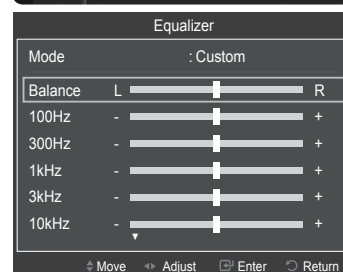 Equalizer
Mode : Custom
Balance L R
100Hz - +
300Hz - +
1kHz - +
3kHz - +
10kHz - +
Move Adjust Enter Return